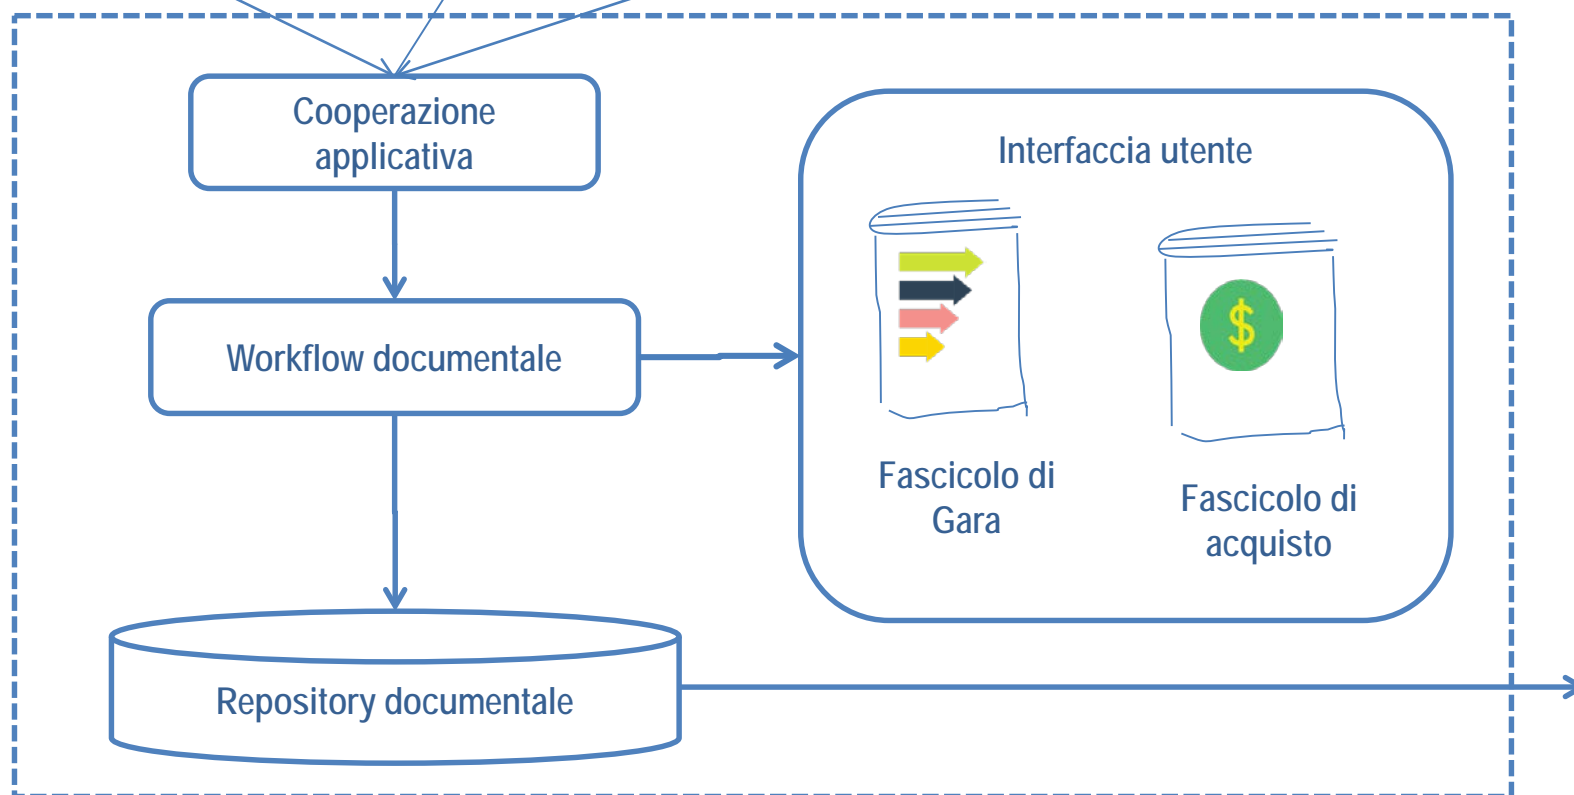 Cooperazione
applicativa
Interfaccia utente
Workflow documentale
$
Fascicolo di
Gara
Fascicolo di
acquisto
Repository documentale